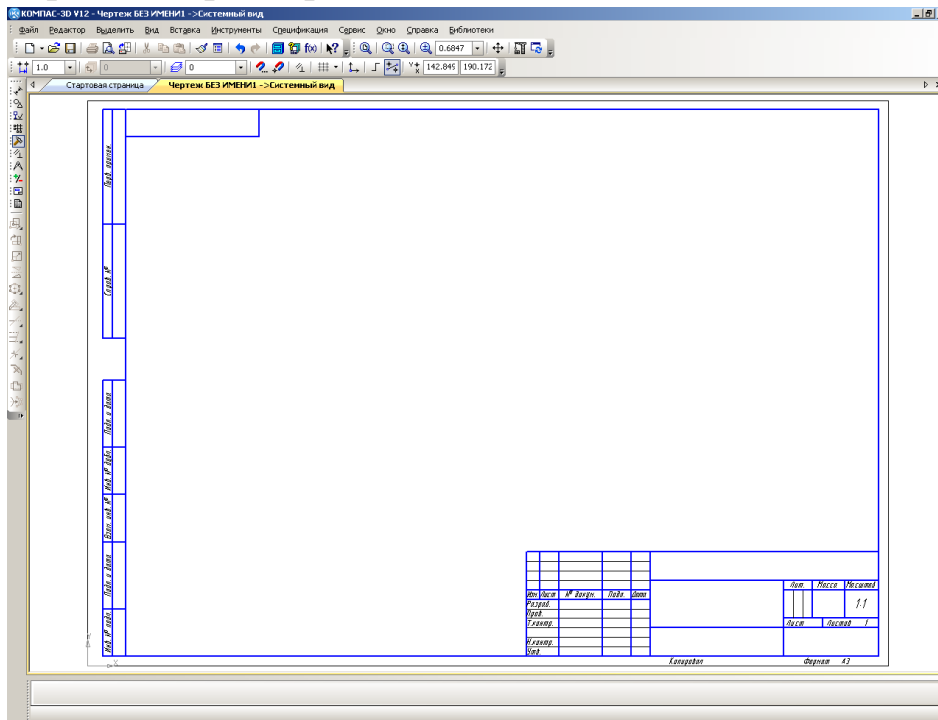 КОМПАС-3D V12 - Чертеж БЕЗ ИМЕНИ1 ->Системный вид
Файл Редактор Выделить Вид Вставка Инструменты Спецификация Сервис Окно Справка Библиотеки
0.6847
1.0 0 0 142.849 190.172
Стартовая страница Чертеж БЕЗ ИМЕНИ1 ->Системный вид
Перв. примен.
Справ. №
Подп. и дата
Инв. № дубл.
Взам. инв. №
Подп. и дата
Инв. № подл.
Лит. Масса Масштаб
Изм. Лист № докум. Подп. Дата
Разраб.
1:1
Пров.
Т.контр.
Лист Листов 1
Н.контр.
Утв.
Копировал Формат А3
Y
X